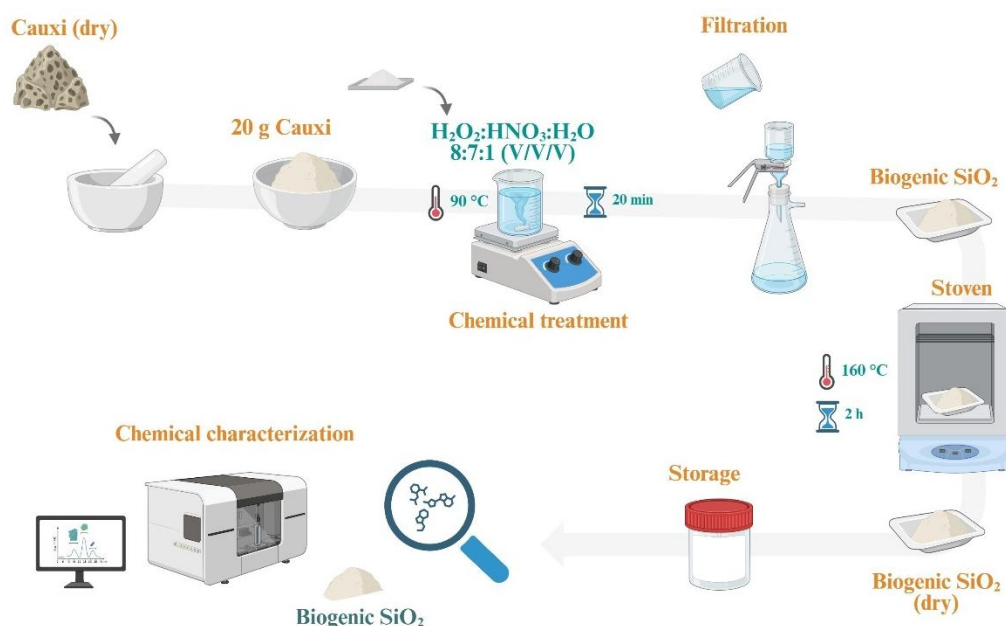 Cauxi (dry)
20 g Cauxi
H₂O₂:HNO₃:H₂O
8:7:1 (V/V/V)
90 °C
20 min
Chemical treatment
Filtration
Biogenic SiO₂
Stoven
160 °C
2 h
Biogenic SiO₂
(dry)
Storage
Chemical characterization
Biogenic SiO₂